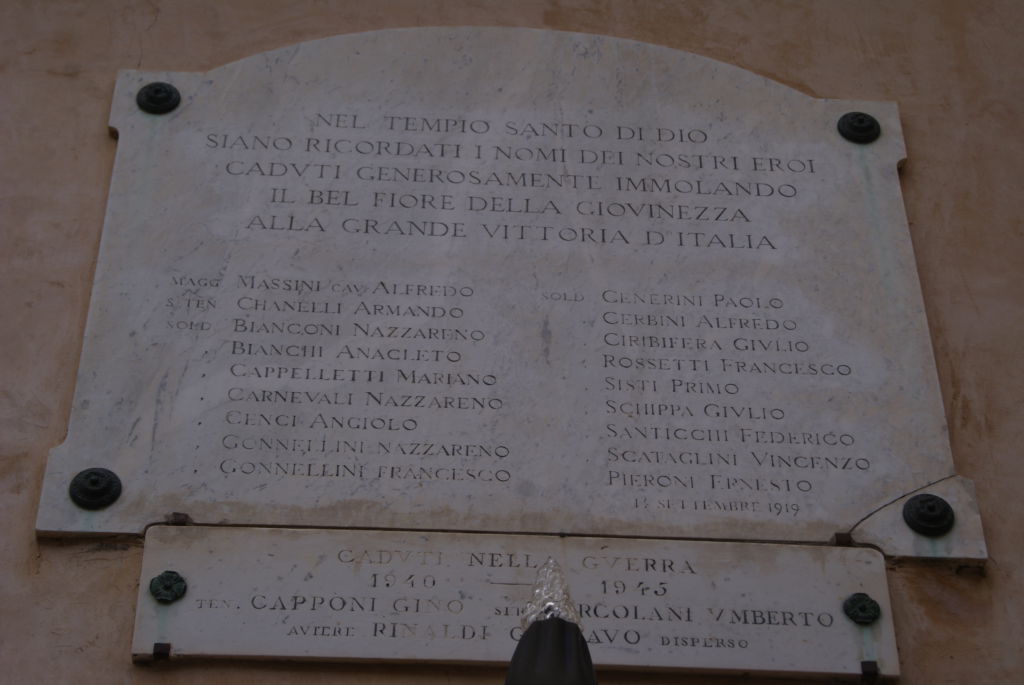 NEL TEMPIO SANTO DI DIO
SIANO RICORDATI I NOMI DEI NOSTRI EROI
CADVTI GENEROSAMENTE IMMOLANDO
IL BEL FIORE DELLA GIOVINEZZA
ALLA GRANDE VITTORIA D'ITALIA
MAGG. MASSINI CAV. ALFREDO
S. TEN. CHANELLI ARMANDO
SOLD. BIANCONI NAZZARENO
. BIANCHI ANACLETO
. CAPPELLETTI MARIANO
. CARNEVALI NAZZARENO
. CENCI ANGIOLO
. GONNELLINI NAZZARENO
. GONNELLINI FRANCESCO
SOLD. CENERINI PAOLO
. CERBINI ALFREDO
. CIRIBIFERA GIVLIO
. ROSSETTI FRANCESCO
. SISTI PRIMO
. SCHIPPA GIVLIO
. SANTICCHI FEDERICO
. SCATAGLINI VINCENZO
. PIERONI ERNESTO
14 SETTEMBRE 1919
CADVTI NELLA GVERRA
1940 — 1945
TEN. CAPPONI GINO VMBERTO
AVIERE RINALDI DISPERSO